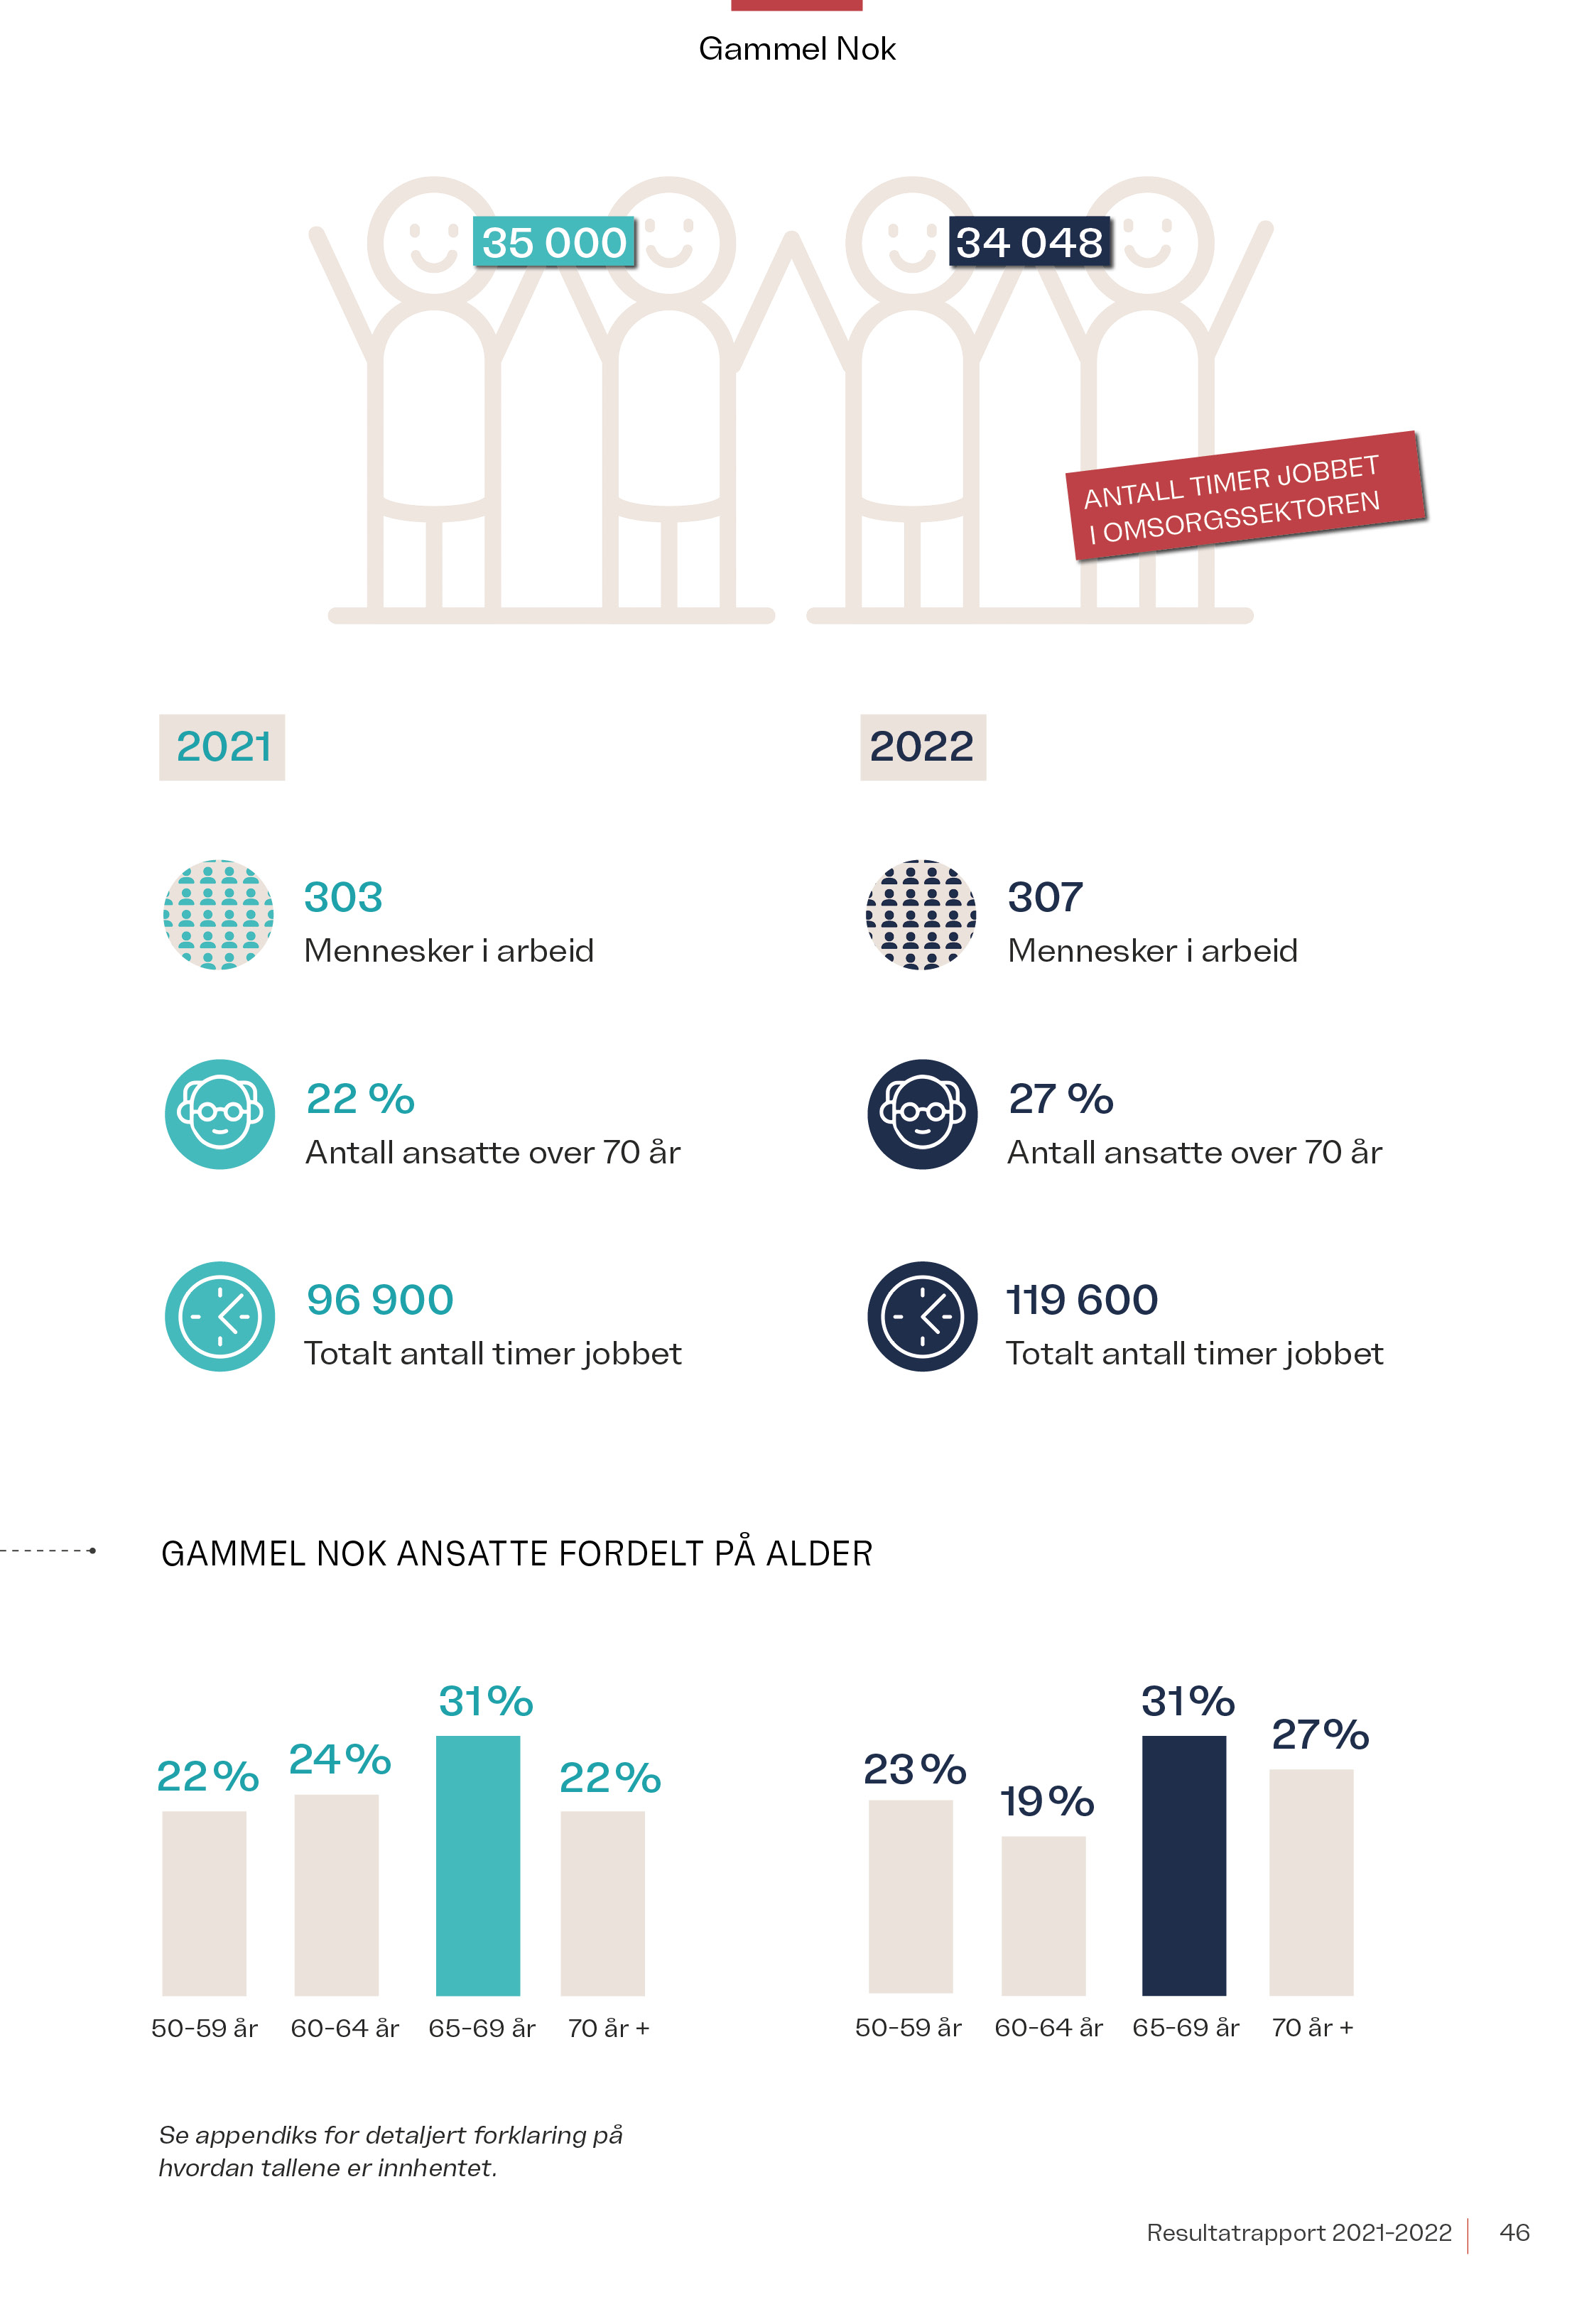 Gammel Nok
35 000
34 048
ANTALL TIMER JOBBET
I OMSORGSSEKTOREN
2021
303
Mennesker i arbeid
22 %
Antall ansatte over 70 år
96 900
Totalt antall timer jobbet
2022
307
Mennesker i arbeid
27 %
Antall ansatte over 70 år
119 600
Totalt antall timer jobbet
GAMMEL NOK ANSATTE FORDELT PÅ ALDER
22%
24%
31%
22%
50-59 år
60-64 år
65-69 år
70 år +
23%
19%
31%
27%
50-59 år
60-64 år
65-69 år
70 år +
Se appendiks for detaljert forklaring på
hvordan tallene er innhentet.
Resultatrapport 2021-2022
46